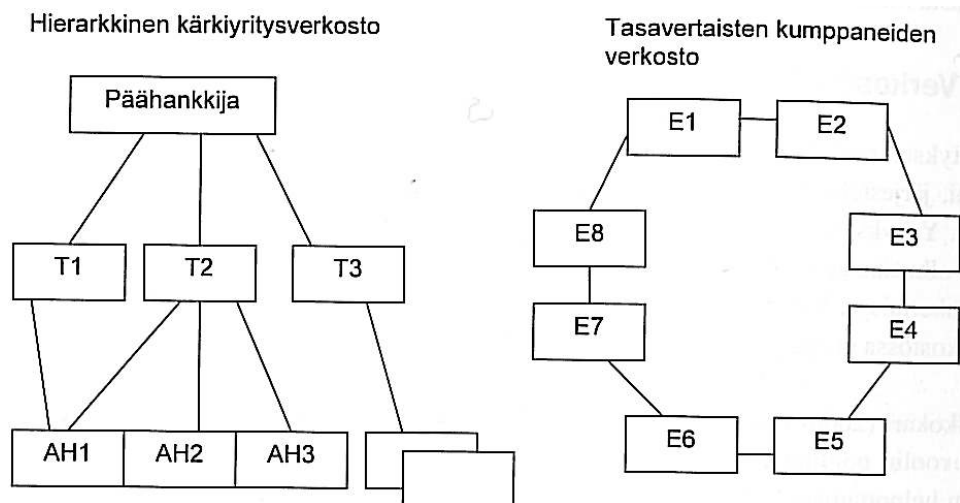 Hierarkkinen kärkiyritysverkosto
Päähankkija
T1 T2 T3
AH1 AH2 AH3
Tasavertaisten kumppaneiden
verkosto
E1 E2
E8 E3
E7 E4
E6 E5